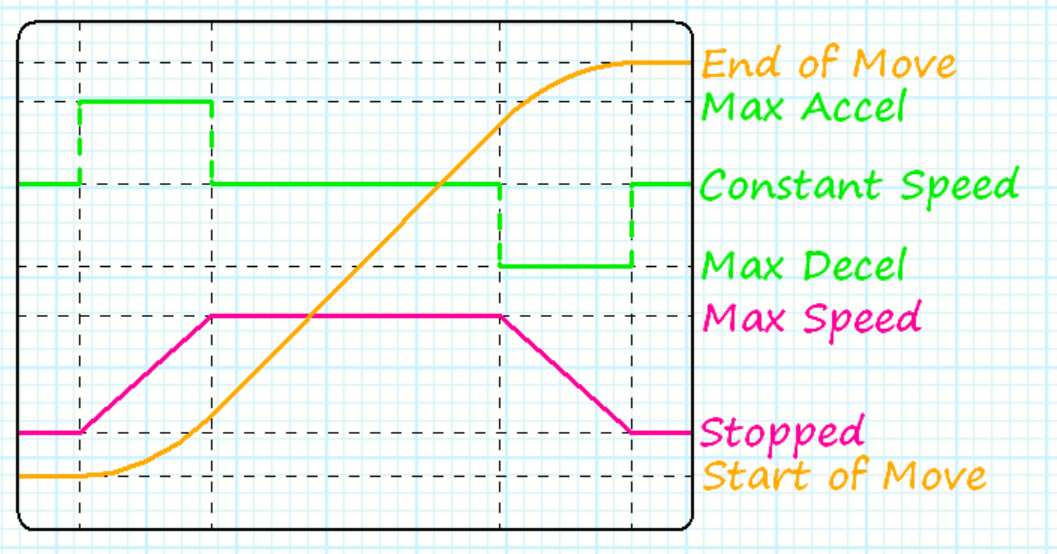 End of Move
Max Accel
Constant Speed
Max Decel
Max Speed
Stopped
Start of Move